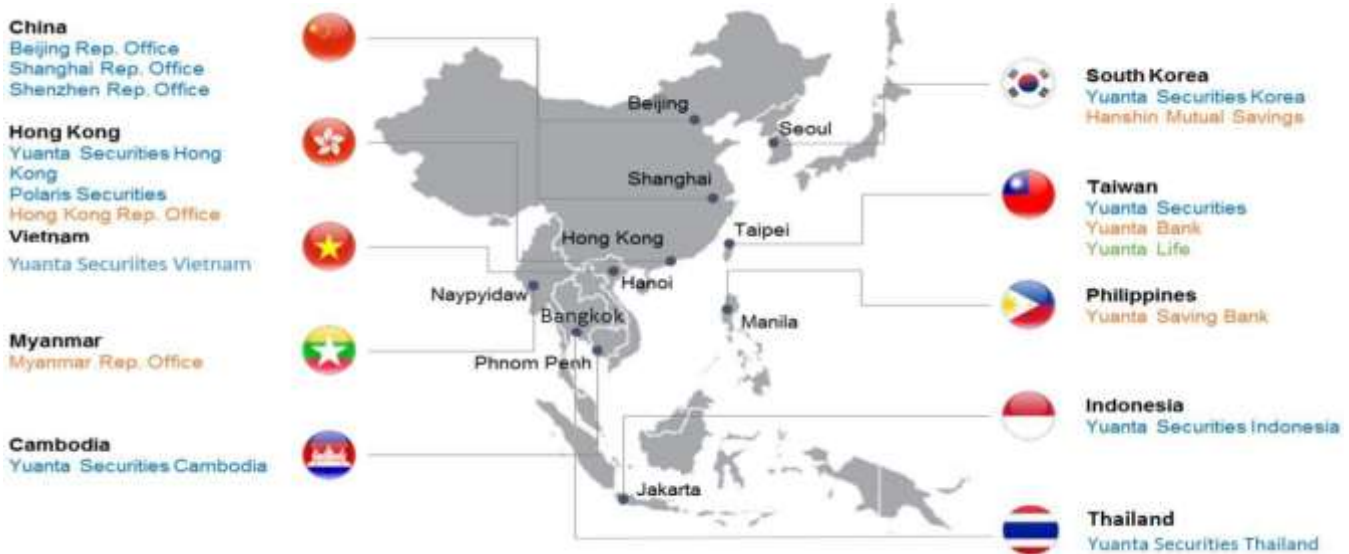 China
Beijing Rep. Office
Shanghai Rep. Office
Shenzhen Rep. Office
Hong Kong
Yuanta Securities Hong
Kong
Polaris Securities
Hong Kong Rep. Office
Vietnam
Yuanta Securiites Vietnam
Myanmar
Myanmar Rep. Office
Cambodia
Yuanta Securities Cambodia
Beijing
Seoul
Shanghai
Taipei
Hong Kong
Hanoi
Naypyidaw
Bangkok
Manila
Phnom Penh
Jakarta
South Korea
Yuanta Securities Korea
Hanshin Mutual Savings
Taiwan
Yuanta Securities
Yuanta Bank
Yuanta Life
Philippines
Yuanta Saving Bank
Indonesia
Yuanta Securities Indonesia
Thailand
Yuanta Securities Thailand